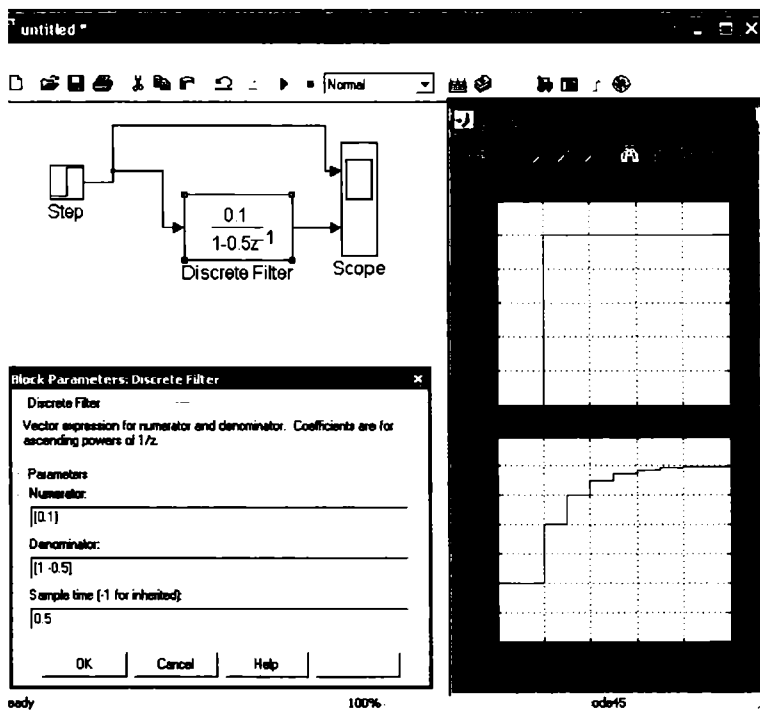 untitled *
Normal
Step
0.1
1-0.5z-1
Discrete Filter
Scope
Block Parameters: Discrete Filter
Discrete Filter
Vector expression for numerator and denominator. Coefficients are for
ascending powers of 1/z.
Parameters
Numerator:
[0.1]
Denominator:
[1 -0.5]
Sample time (-1 for inherited):
0.5
OK
Cancel
Help
eady
100%
ode45